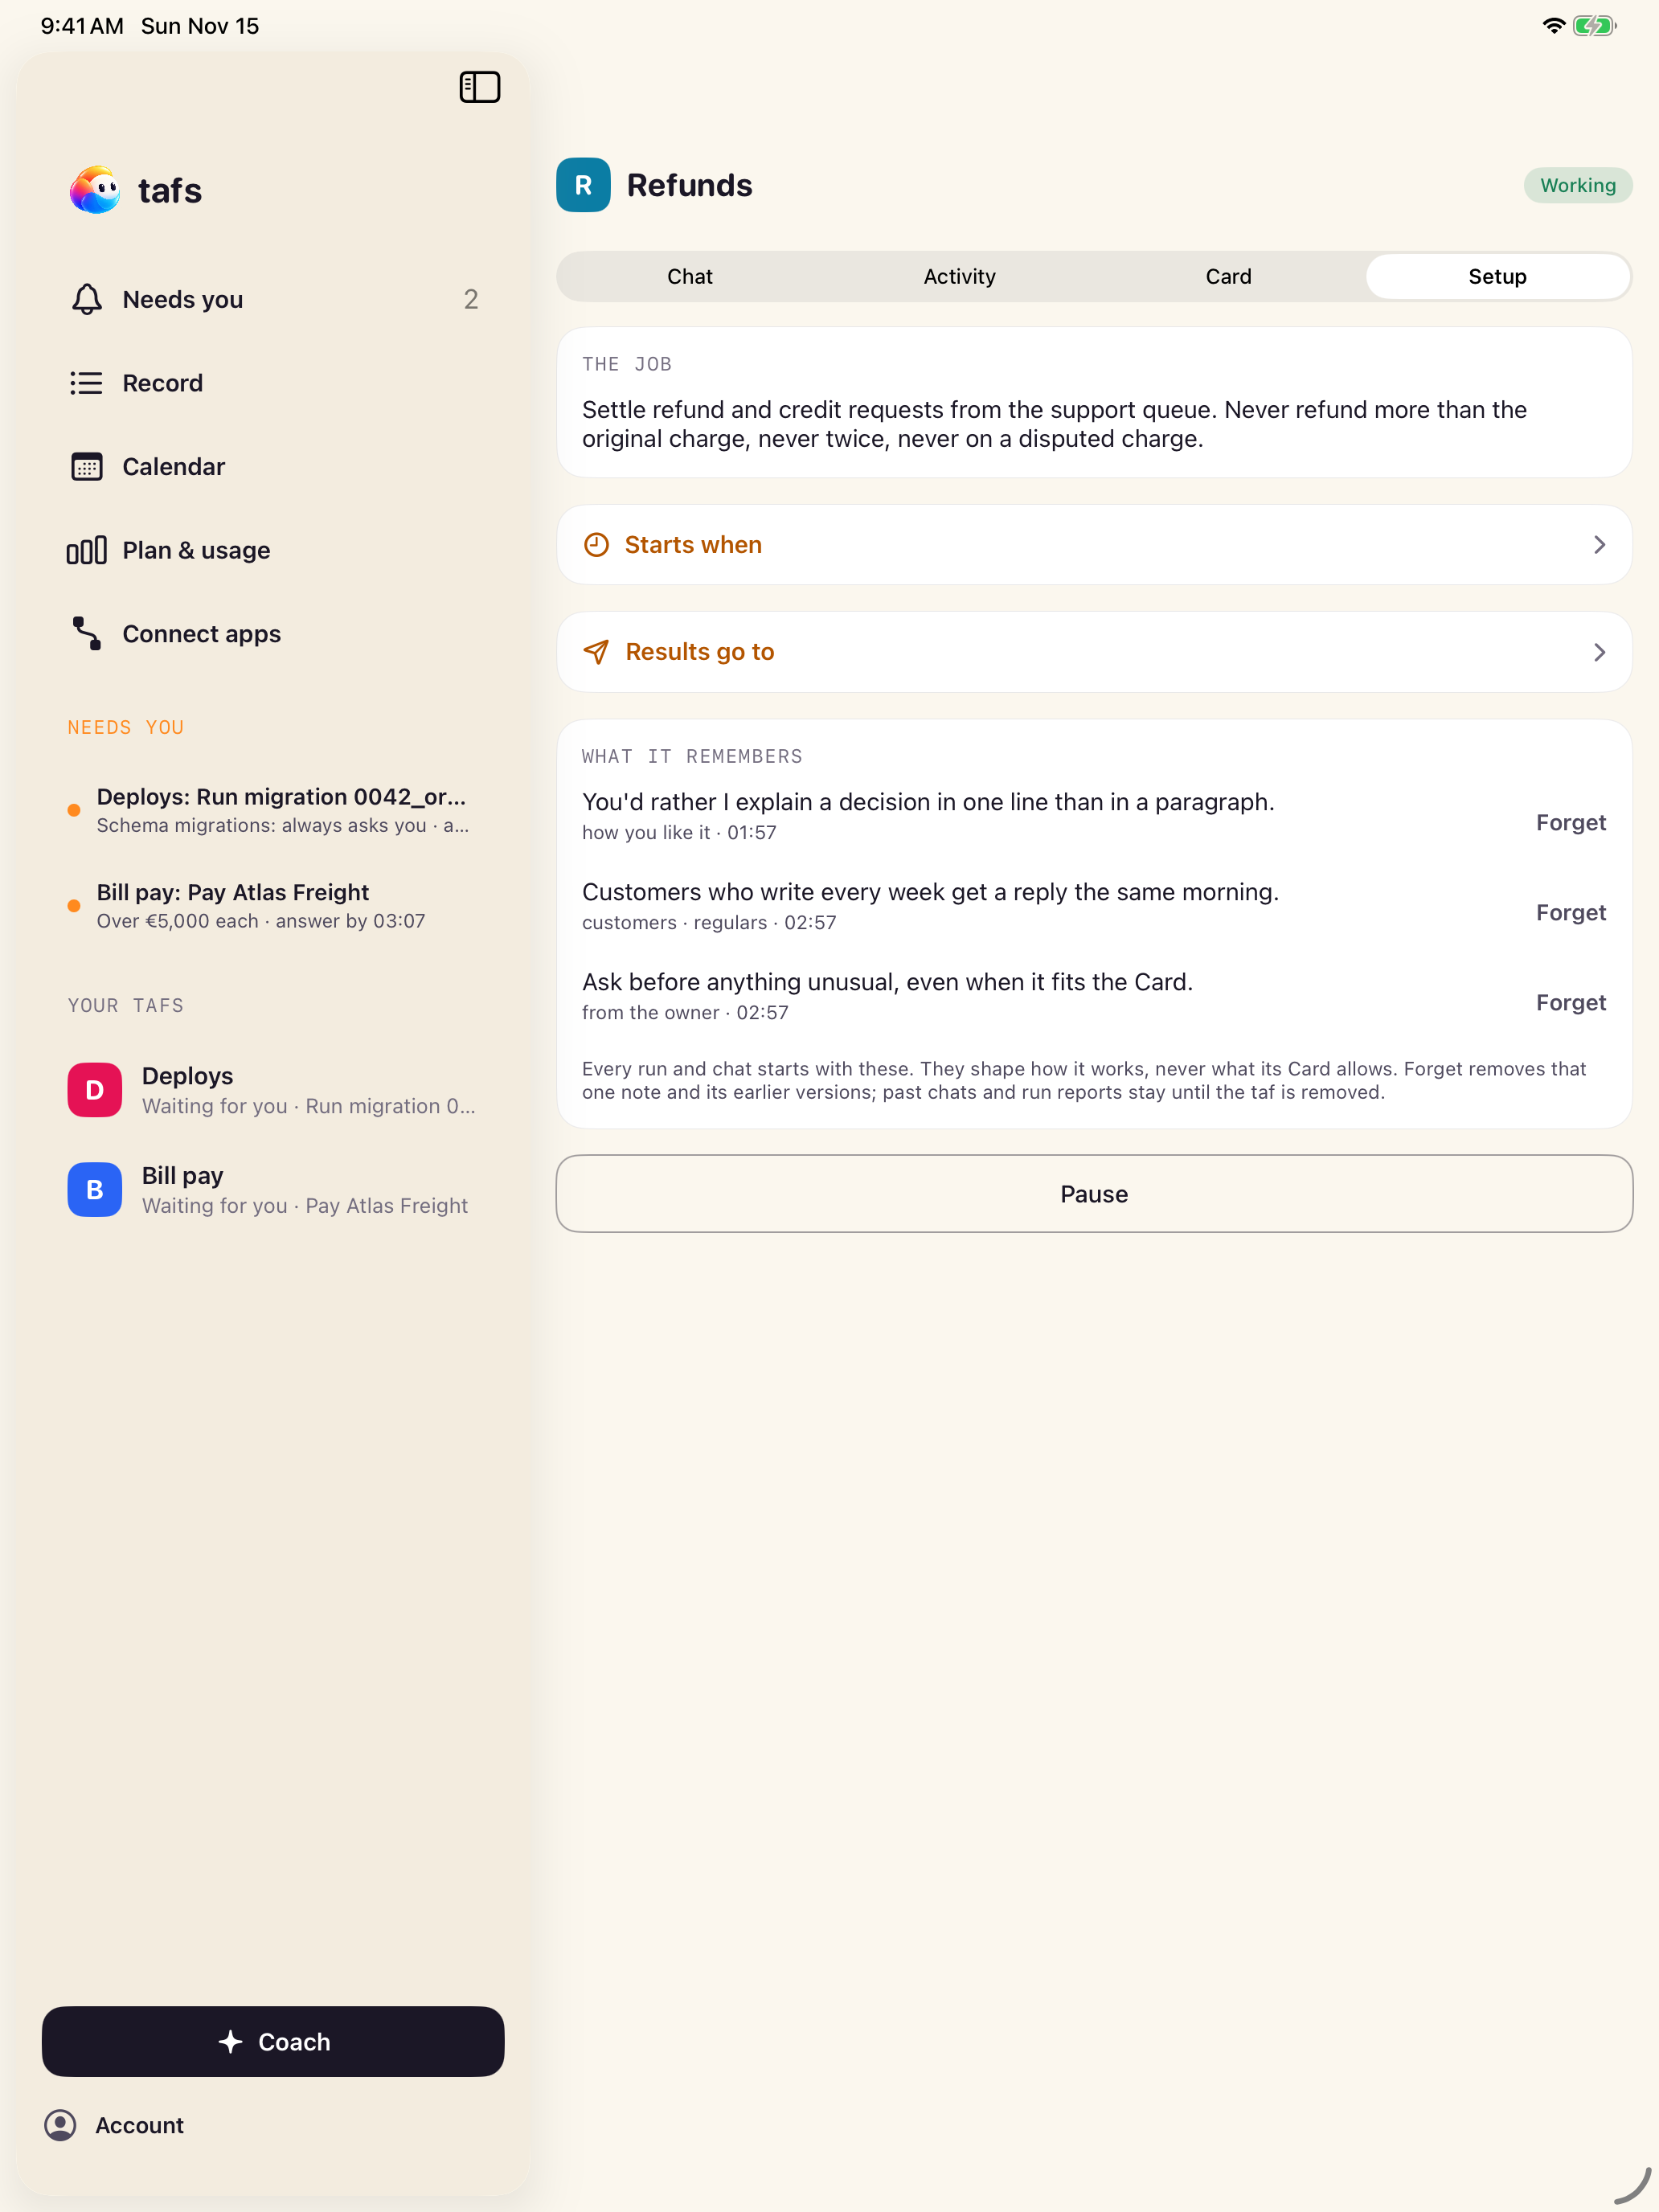 9:41 AM Sun Nov 15
tafs
Needs you 2
Record
Calendar
Plan & usage
Connect apps
NEEDS YOU
Deploys: Run migration 0042_or...
Schema migrations: always asks you · a...
Bill pay: Pay Atlas Freight
Over €5,000 each · answer by 03:07
YOUR TAFS
D
Deploys
Waiting for you · Run migration 0...
B
Bill pay
Waiting for you · Pay Atlas Freight
Coach
Account
R
Refunds
Working
Chat
Activity
Card
Setup
THE JOB
Settle refund and credit requests from the support queue. Never refund more than the
original charge, never twice, never on a disputed charge.
Starts when
Results go to
WHAT IT REMEMBERS
You'd rather I explain a decision in one line than in a paragraph.
how you like it · 01:57
Forget
Customers who write every week get a reply the same morning.
customers · regulars · 02:57
Forget
Ask before anything unusual, even when it fits the Card.
from the owner · 02:57
Forget
Every run and chat starts with these. They shape how it works, never what its Card allows. Forget removes that
one note and its earlier versions; past chats and run reports stay until the taf is removed.
Pause